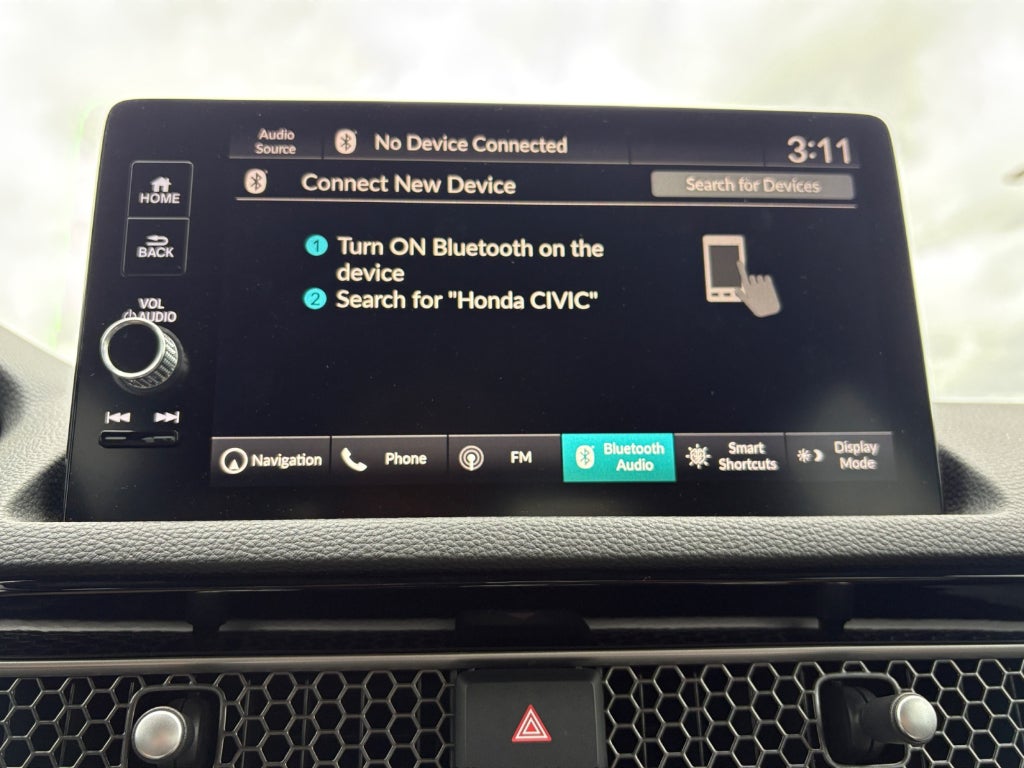 Audio
Source
No Device Connected
3:11
HOME
Connect New Device
Search for Devices
BACK
1 Turn ON Bluetooth on the
device
2 Search for "Honda CIVIC"
VOL
AUDIO
Navigation
Phone
FM
Bluetooth
Audio
Smart
Shortcuts
Display
Mode